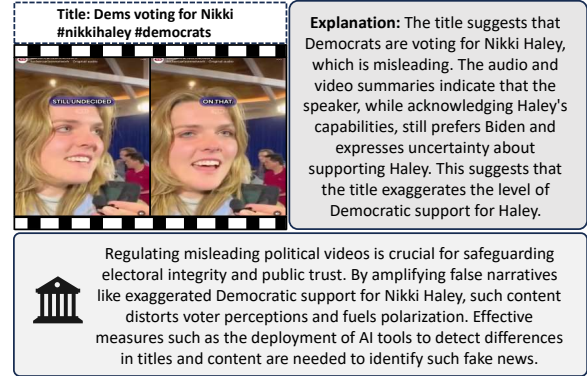 Title: Dems voting for Nikki
#nikkihaley #democrats
STILL UNDECIDED
ON THAT.
Explanation: The title suggests that
Democrats are voting for Nikki Haley,
which is misleading. The audio and
video summaries indicate that the
speaker, while acknowledging Haley's
capabilities, still prefers Biden and
expresses uncertainty about
supporting Haley. This suggests that
the title exaggerates the level of
Democratic support for Haley.
Regulating misleading political videos is crucial for safeguarding
electoral integrity and public trust. By amplifying false narratives
like exaggerated Democratic support for Nikki Haley, such content
distorts voter perceptions and fuels polarization. Effective
measures such as the deployment of AI tools to detect differences
in titles and content are needed to identify such fake news.